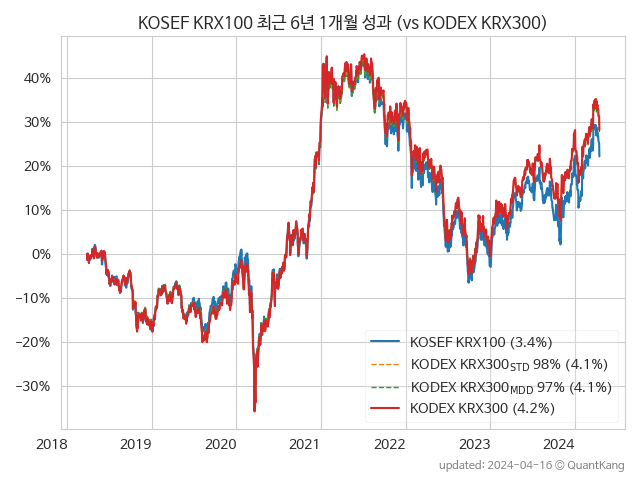 KOSEF KRX100 최근 6년 1개월 성과 (vs KODEX KRX300)
40%
30%
20%
10%
0%
−10%
−20%
−30%
KOSEF KRX100 (3.4%)
KODEX KRX300STD 98% (4.1%)
KODEX KRX300MDD 97% (4.1%)
KODEX KRX300 (4.2%)
2018 2019 2020 2021 2022 2023 2024
updated: 2024-04-16 © QuantKang